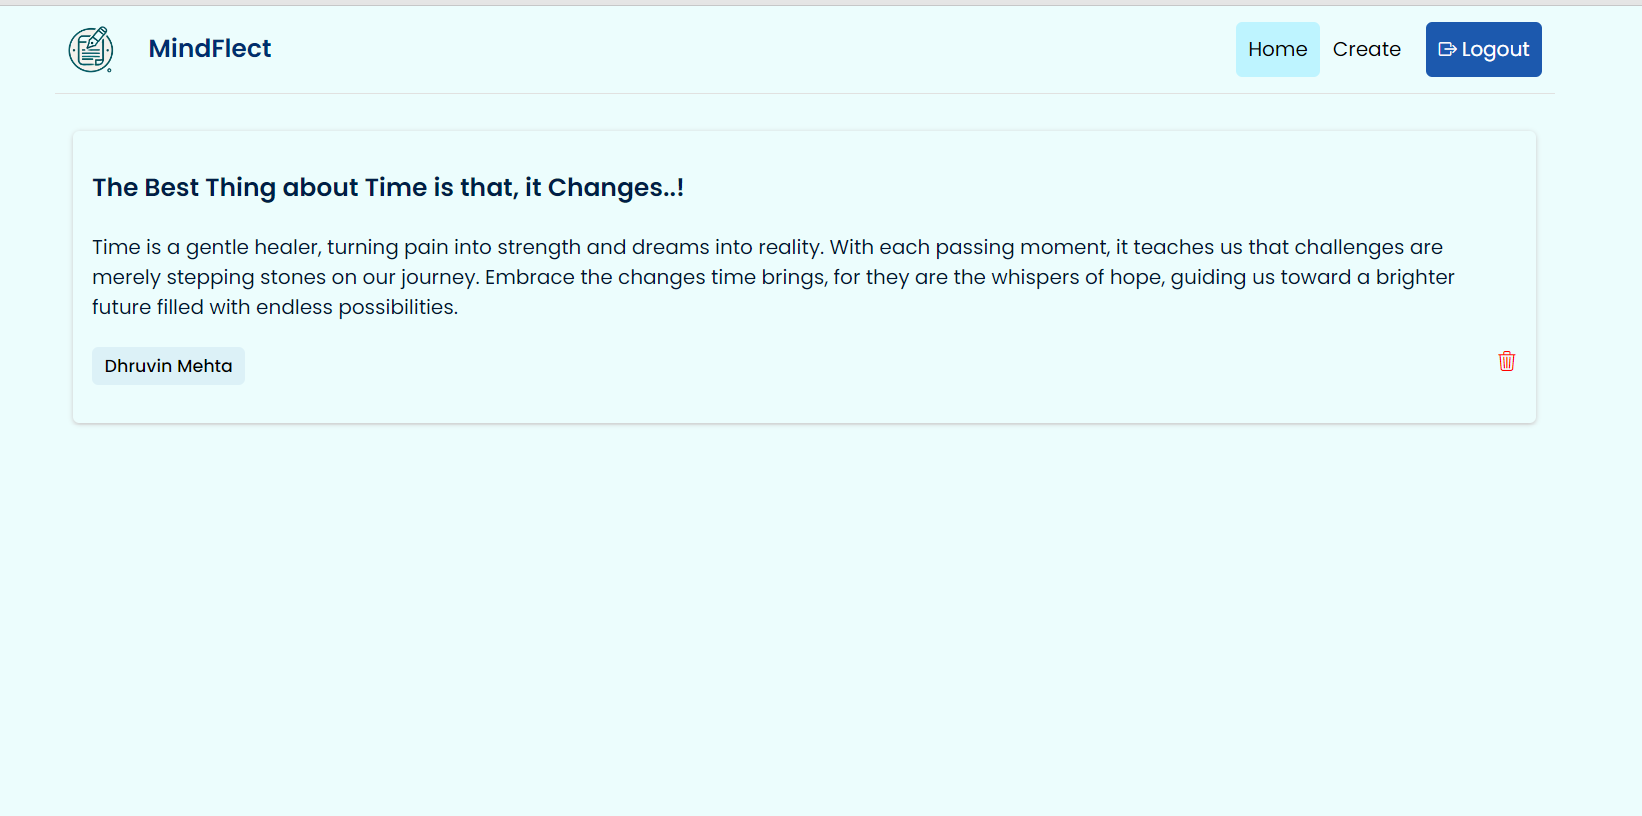 MindFlect
Home Create Logout
The Best Thing about Time is that, it Changes..!
Time is a gentle healer, turning pain into strength and dreams into reality. With each passing moment, it teaches us that challenges are
merely stepping stones on our journey. Embrace the changes time brings, for they are the whispers of hope, guiding us toward a brighter
future filled with endless possibilities.
Dhruvin Mehta